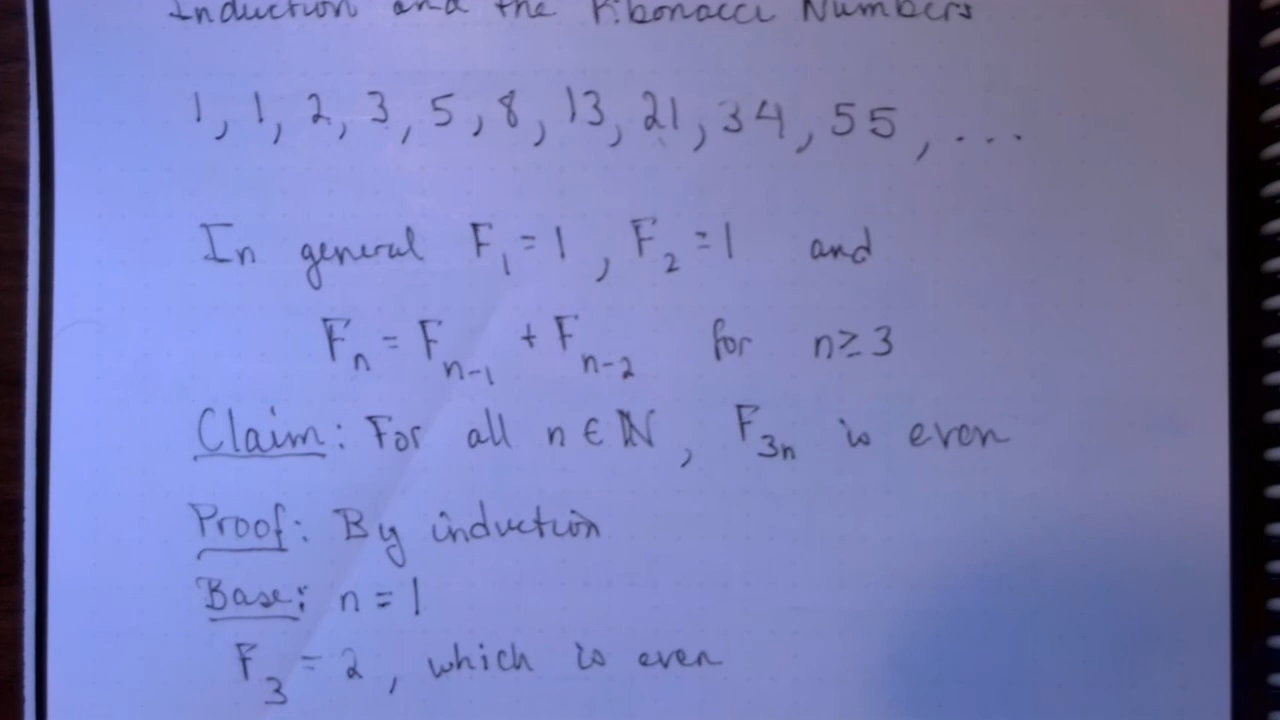 Induction and the Fibonacci Numbers
1, 1, 2, 3, 5, 8, 13, 21, 34, 55, ...
In general F₁ = 1, F₂ = 1 and
Fₙ = Fₙ₋₁ + Fₙ₋₂ for n ≥ 3
Claim: For all n ∈ ℕ, F₃ₙ is even
Proof: By induction
Base: n = 1
F₃ = 2, which is even